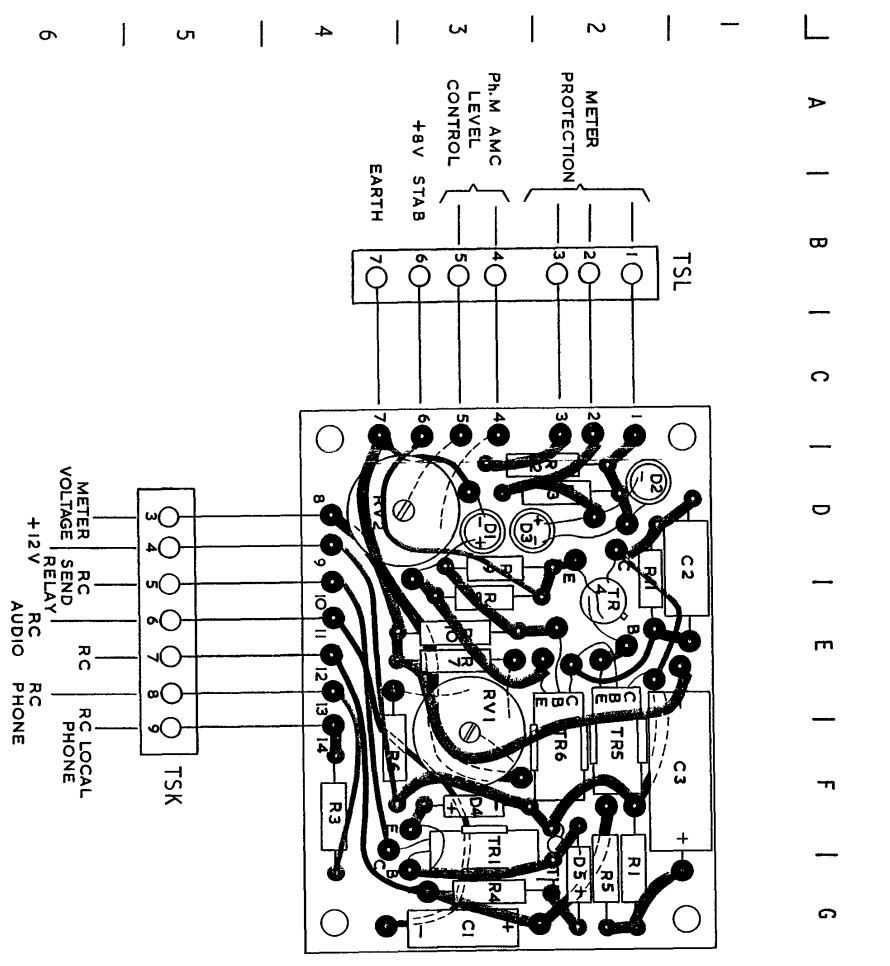 6
5
4
3
2
1
A
B
C
D
E
F
G
METER
PROTECTION
Ph.M AMC
LEVEL
CONTROL
+8V STAB
EARTH
TSL
1
2
3
4
5
6
7
1
2
3
4
5
6
7
8
9
10
11
12
13
14
METER
VOLTAGE
+12V
RC
SEND
RELAY
RC
AUDIO
RC
RC
PHONE
RC LOCAL
PHONE
3
4
5
6
7
8
9
TSK
RV2
D1
D2
D3
C2
TR
4
E
C
B
RV1
E
B
C
TR6
E
B
C
TR5
C3
+
R6
R3
D4
+
TR1
E
C
B
R4
D5
+
R5
R1
C1
+